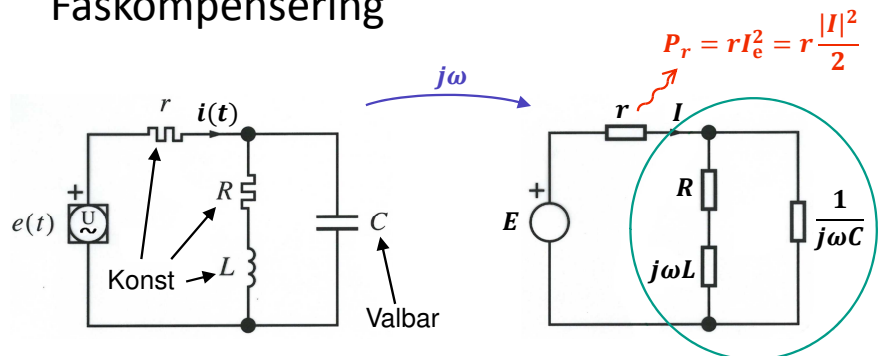 Faskompensering
P_r = rI_e^2 = r |I|^2 / 2
jω
r
i(t)
r
I
+
e(t)
U
~
R
L
C
Konst
Valbar
+
E
R
jωL
1 / jωC